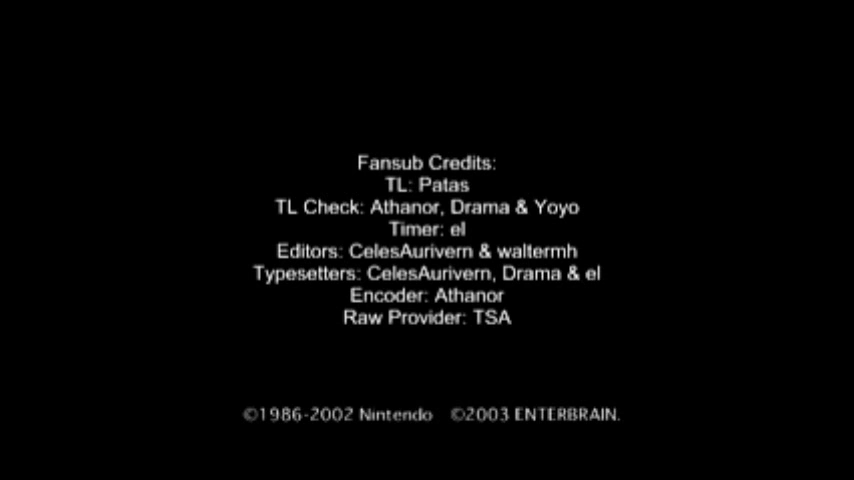 Fansub Credits:
TL: Patas
TL Check: Athanor, Drama & Yoyo
Timer: el
Editors: CelesAurivern & waltermh
Typesetters: CelesAurivern, Drama & el
Encoder: Athanor
Raw Provider: TSA
©1986-2002 Nintendo ©2003 ENTERBRAIN.